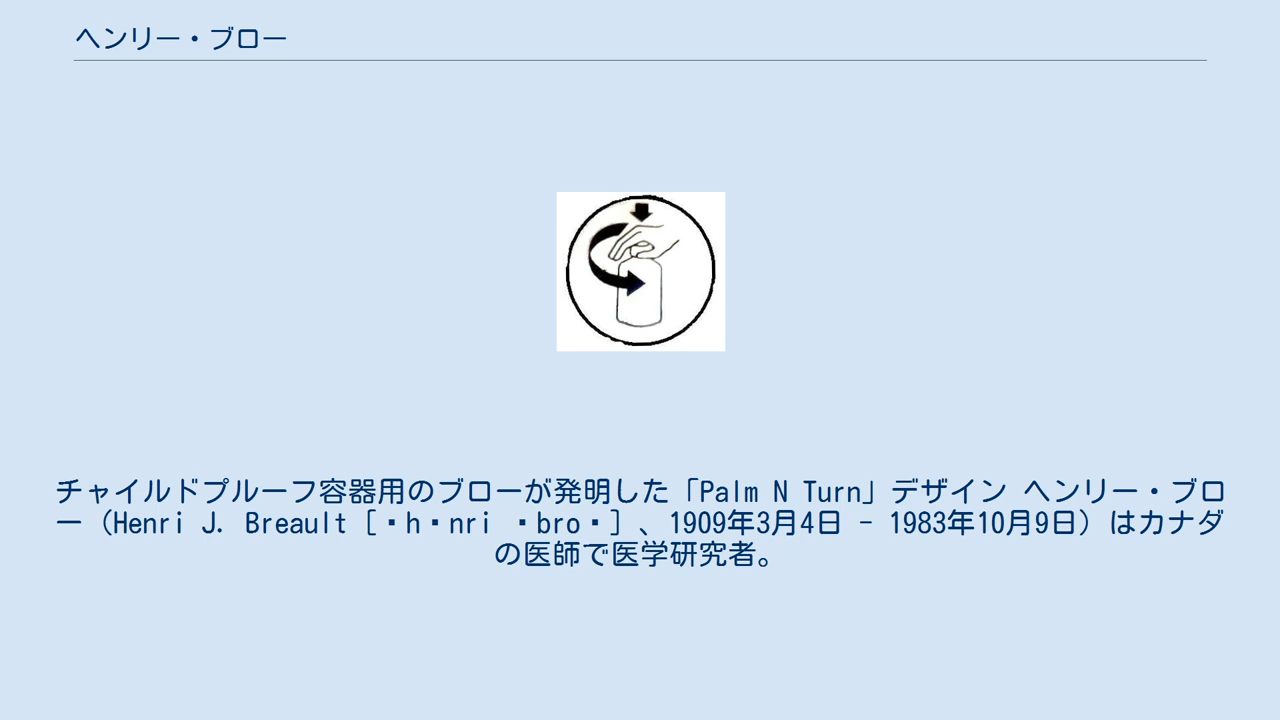 ヘンリー・ブロー
チャイルドプルーフ容器用のブローが発明した「Palm N Turn」デザイン ヘンリー・ブロ
ー（Henri J. Breault [・h・nri ・bro・]、1909年3月4日 - 1983年10月9日）はカナダ
の医師で医学研究者。